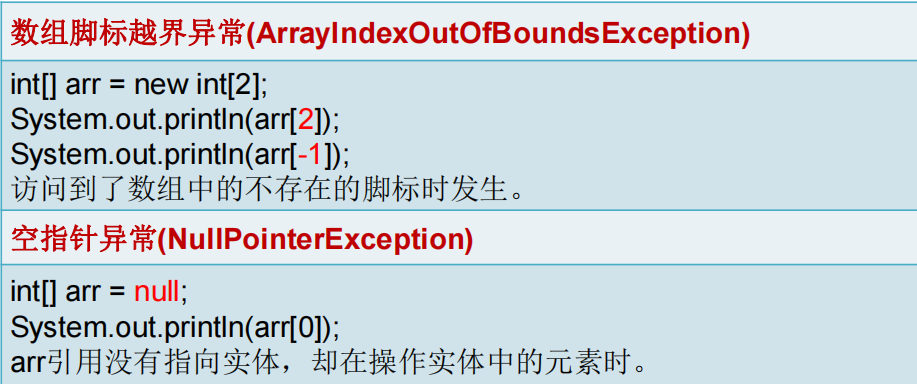 数组脚标越界异常(ArrayIndexOutOfBoundsException)
int[] arr = new int[2];
System.out.println(arr[2]);
System.out.println(arr[-1]);
访问到了数组中的不存在的脚标时发生。
空指针异常(NullPointerException)
int[] arr = null;
System.out.println(arr[0]);
arr引用没有指向实体，却在操作实体中的元素时。